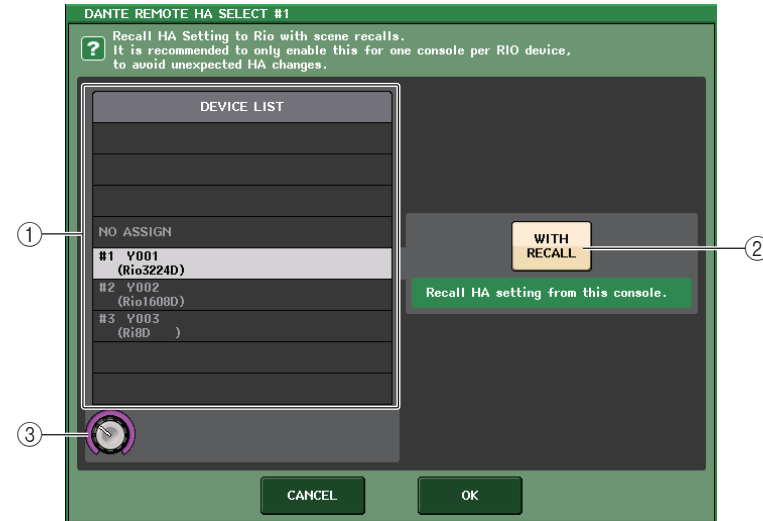 DANTE REMOTE HA SELECT #1
? Recall HA Setting to Rio with scene recalls.
It is recommended to only enable this for one console per RIO device,
to avoid unexpected HA changes.
DEVICE LIST
NO ASSIGN
#1 Y001
(Rio3224D)
#2 Y002
(Rio1608D)
#3 Y003
(Ri8D )
1
WITH
RECALL
2
Recall HA setting from this console.
3
CANCEL
OK